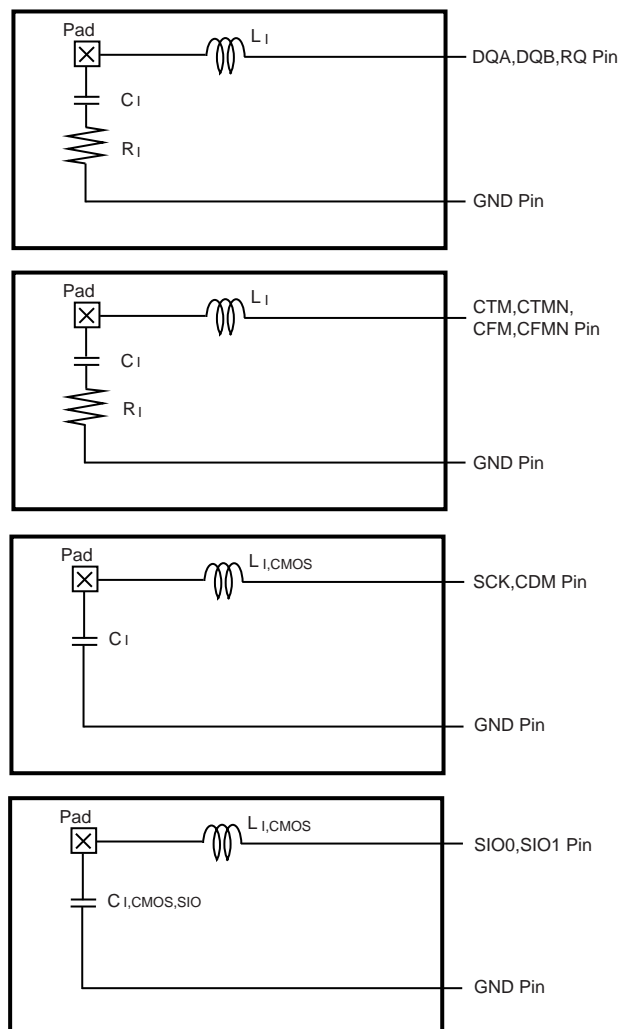 Pad
L I
DQA,DQB,RQ Pin
C I
R I
GND Pin
Pad
L I
CTM,CTMN,
CFM,CFMN Pin
C I
R I
GND Pin
Pad
L I,CMOS
SCK,CDM Pin
C I
GND Pin
Pad
L I,CMOS
SIO0,SIO1 Pin
C I,CMOS,SIO
GND Pin